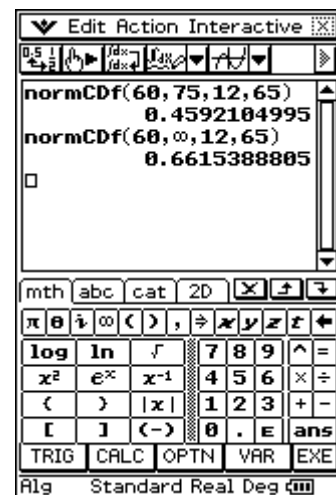 Edit Action Interactive
normCDf(60,75,12,65)
0.4592104995
normCDf(60,∞,12,65)
0.6615388805
mth abc cat 2D
π θ i ∞ ( ) , ⇒ x y z t ←
log ln √ 7 8 9 ^ =
x² eˣ x⁻¹ 4 5 6 × ÷
( ) |x| 1 2 3 + −
[ ] (-) 0 . E ans
TRIG CALC OPTN VAR EXE
Alg Standard Real Deg